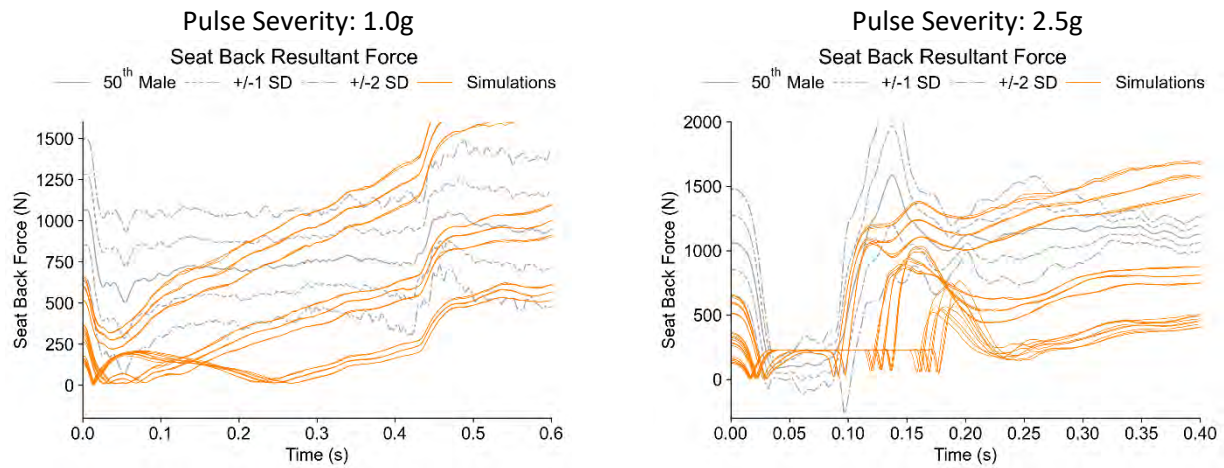 Pulse Severity: 1.0g
Seat Back Resultant Force
50th Male +/-1 SD +/-2 SD Simulations
1500
1250
1000
750
500
250
0
Seat Back Force (N)
0.0 0.1 0.2 0.3 0.4 0.5 0.6
Time (s)
Pulse Severity: 2.5g
Seat Back Resultant Force
50th Male +/-1 SD +/-2 SD Simulations
2000
1500
1000
500
0
Seat Back Force (N)
0.00 0.05 0.10 0.15 0.20 0.25 0.30 0.35 0.40
Time (s)